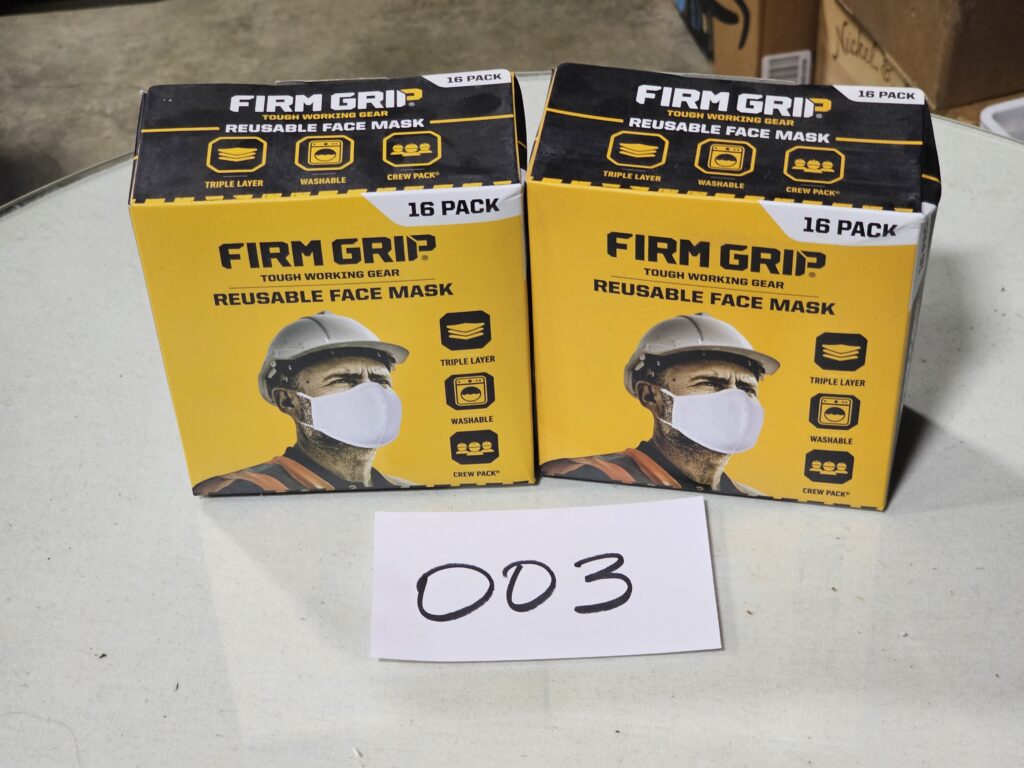 Nickel &
16 PACK
FIRM GRIP®
TOUGH WORKING GEAR
REUSABLE FACE MASK
TRIPLE LAYER
WASHABLE
CREW PACK®
16 PACK
FIRM GRIP®
TOUGH WORKING GEAR
REUSABLE FACE MASK
TRIPLE LAYER
WASHABLE
CREW PACK®
16 PACK
FIRM GRIP
TOUGH WORKING GEAR
REUSABLE FACE MASK
TRIPLE LAYER
WASHABLE
CREW PACK®
16 PACK
FIRM GRIP®
TOUGH WORKING GEAR
REUSABLE FACE MASK
TRIPLE LAYER
WASHABLE
CREW PACK®
003